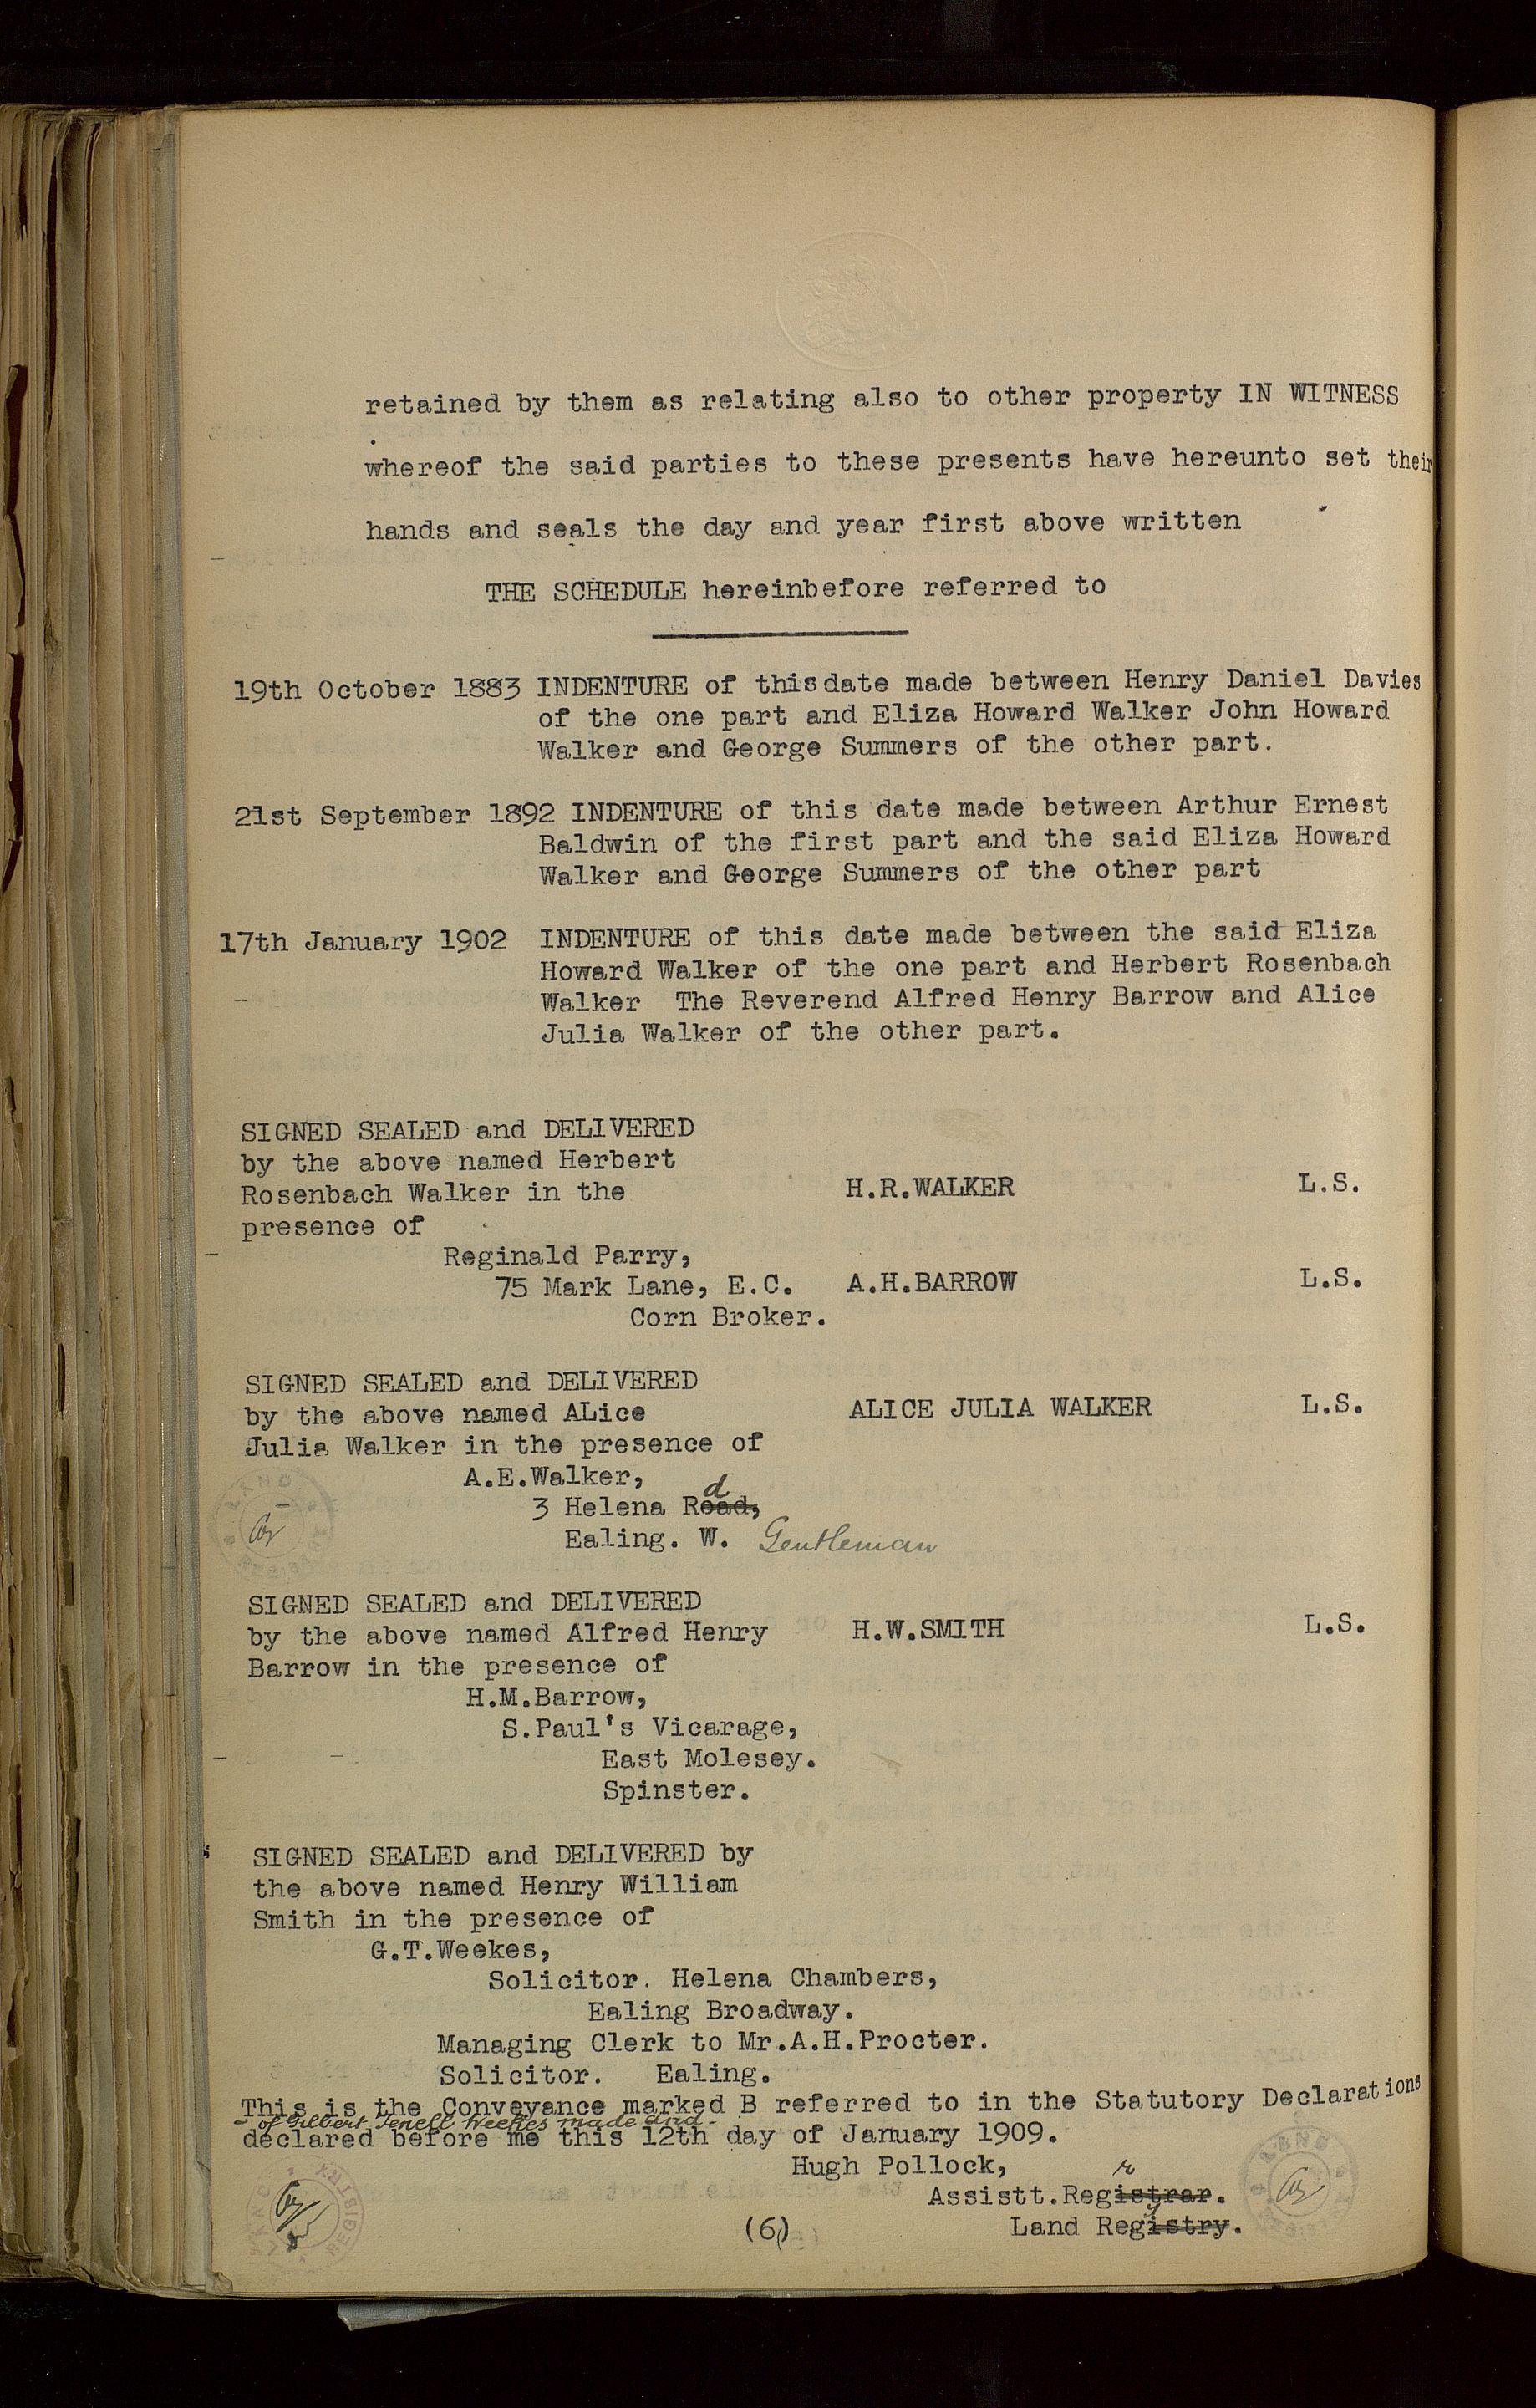 retained by them as relating also to other property IN WITNESS
whereof the said parties to these presents have hereunto set their
hands and seals the day and year first above written
THE SCHEDULE hereinbefore referred to
19th October 1883 INDENTURE of this date made between Henry Daniel Davies
of the one part and Eliza Howard Walker John Howard
Walker and George Summers of the other part.
21st September 1892 INDENTURE of this date made between Arthur Ernest
Baldwin of the first part and the said Eliza Howard
Walker and George Summers of the other part
17th January 1902 INDENTURE of this date made between the said Eliza
Howard Walker of the one part and Herbert Rosenbach
Walker The Reverend Alfred Henry Barrow and Alice
Julia Walker of the other part.
SIGNED SEALED and DELIVERED
by the above named Herbert
Rosenbach Walker in the H.R.WALKER L.S.
presence of
Reginald Parry,
75 Mark Lane, E.C. A.H.BARROW L.S.
Corn Broker.
SIGNED SEALED and DELIVERED
by the above named ALice ALICE JULIA WALKER L.S.
Julia Walker in the presence of
A.E.Walker,
3 Helena Road, d
Ealing. W. Gentleman
SIGNED SEALED and DELIVERED
by the above named Alfred Henry H.W.SMITH L.S.
Barrow in the presence of
H.M.Barrow,
S.Paul's Vicarage,
East Molesey.
Spinster.
SIGNED SEALED and DELIVERED by
the above named Henry William
Smith in the presence of
G.T.Weekes,
Solicitor. Helena Chambers,
Ealing Broadway.
Managing Clerk to Mr.A.H.Procter.
Solicitor. Ealing.
This is the Conveyance marked B referred to in the Statutory Declarations
of Gilbert Weekes made and
declared before me this 12th day of January 1909.
Hugh Pollock,
Assistt.Registrar. r
Land Registry. y
(6)
LAND REGISTRY